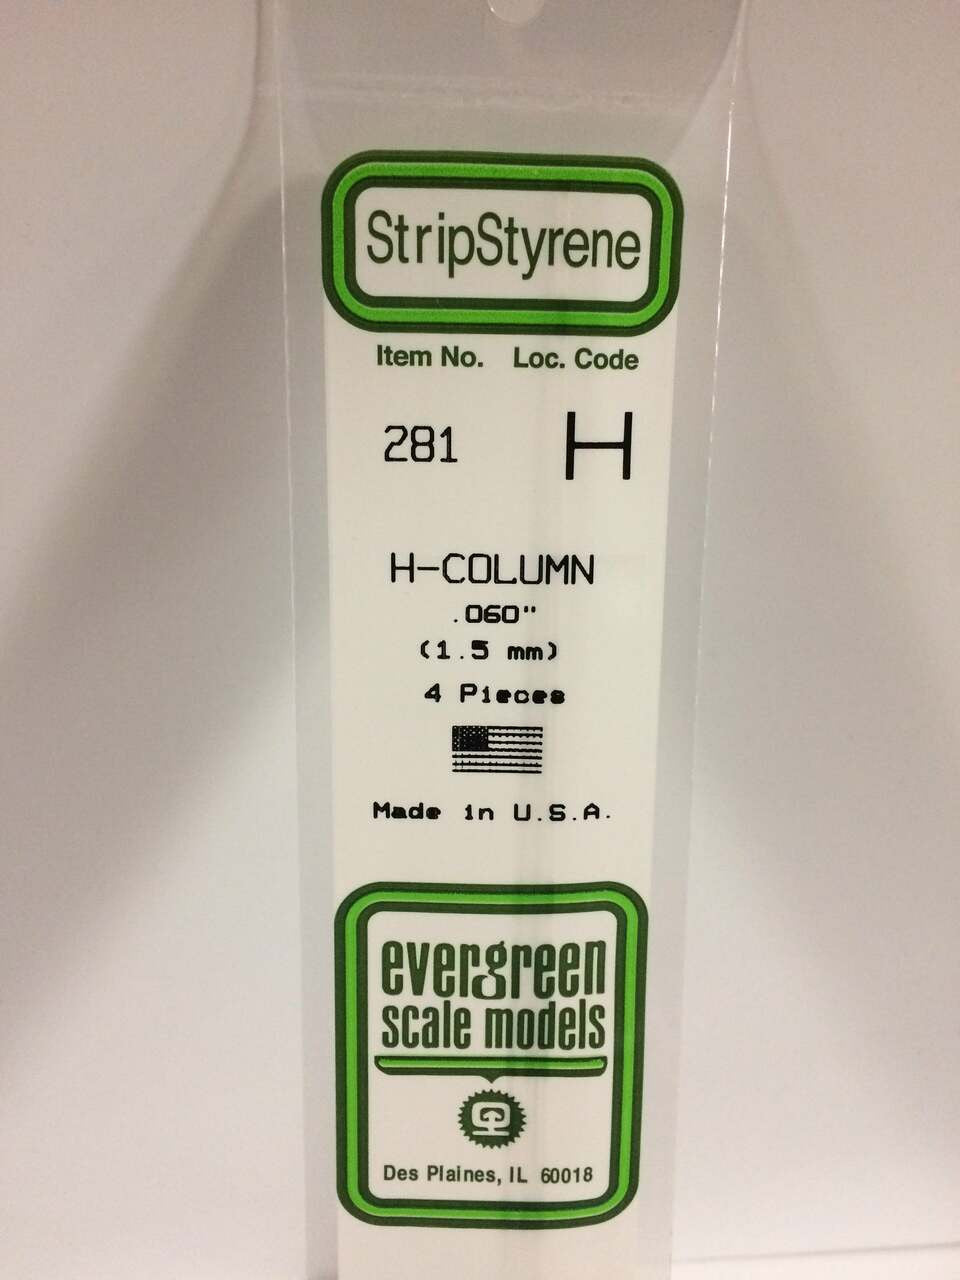 StripStyrene
Item No. Loc. Code
281 H
H-COLUMN
.060"
(1.5 mm)
4 Pieces
Made in U.S.A.
evergreen
scale models
Des Plaines, IL 60018